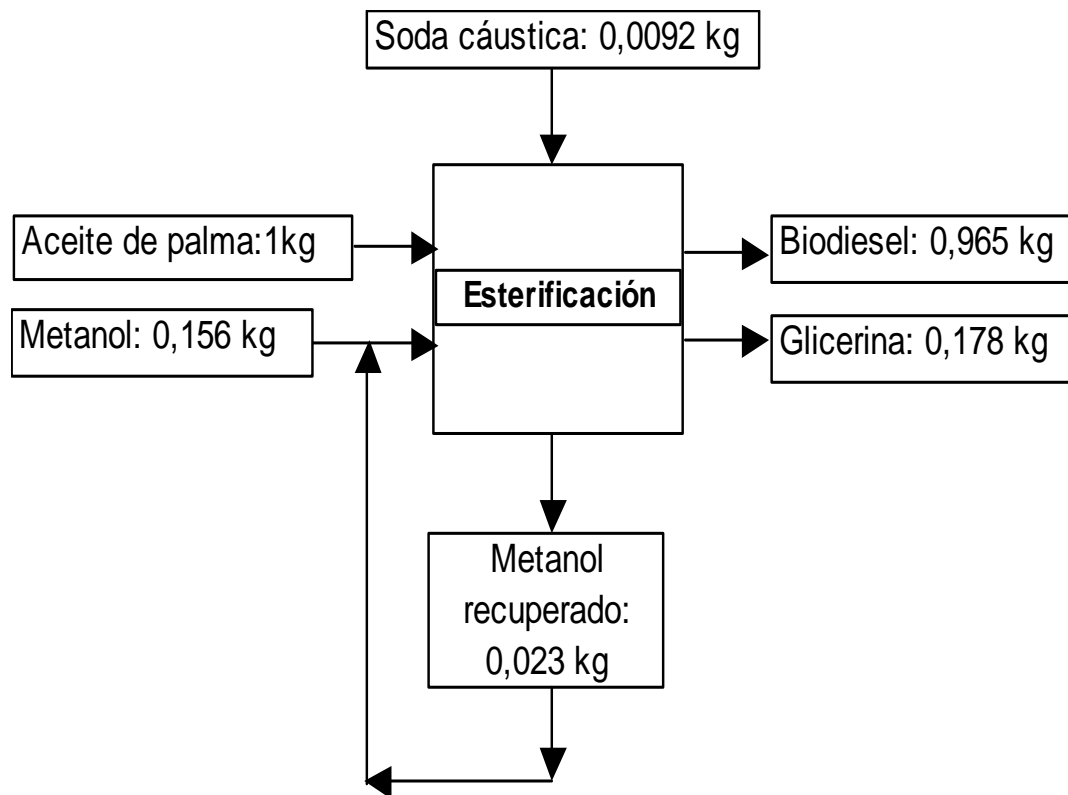 Soda cáustica: 0,0092 kg
Aceite de palma:1kg
Biodiesel: 0,965 kg
Esterificación
Metanol: 0,156 kg
Glicerina: 0,178 kg
Metanol
recuperado:
0,023 kg